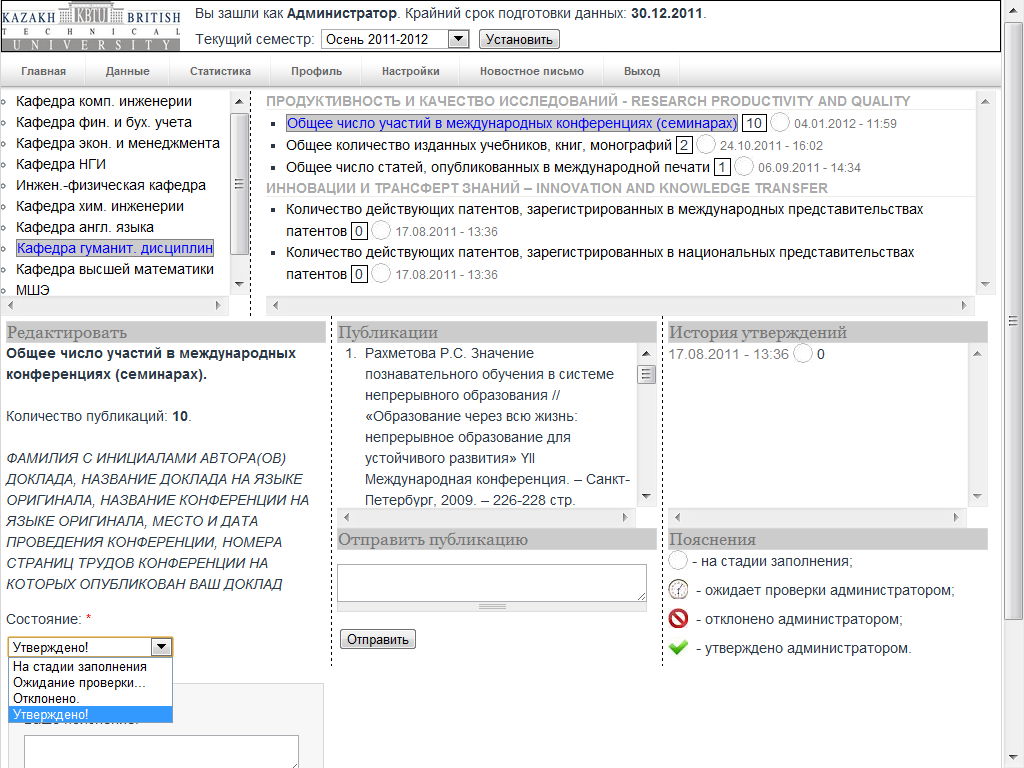 KAZAKH KBTU BRITISH
TECHNICAL
UNIVERSITY
Вы зашли как Администратор. Крайний срок подготовки данных: 30.12.2011.
Текущий семестр: Осень 2011-2012 Установить
Главная Данные Статистика Профиль Настройки Новостное письмо Выход
Кафедра комп. инженерии
Кафедра фин. и бух. учета
Кафедра экон. и менеджмента
Кафедра НГИ
Инжен.-физическая кафедра
Кафедра хим. инженерии
Кафедра англ. языка
Кафедра гуманит. дисциплин
Кафедра высшей математики
МШЭ
ПРОДУКТИВНОСТЬ И КАЧЕСТВО ИССЛЕДОВАНИЙ - RESEARCH PRODUCTIVITY AND QUALITY
Общее число участий в международных конференциях (семинарах) 10 04.01.2012 - 11:59
Общее количество изданных учебников, книг, монографий 2 24.10.2011 - 16:02
Общее число статей, опубликованных в международной печати 1 06.09.2011 - 14:34
ИННОВАЦИИ И ТРАНСФЕРТ ЗНАНИЙ – INNOVATION AND KNOWLEDGE TRANSFER
Количество действующих патентов, зарегистрированных в международных представительствах
патентов 0 17.08.2011 - 13:36
Количество действующих патентов, зарегистрированных в национальных представительствах
патентов 0 17.08.2011 - 13:36
Редактировать
Общее число участий в международных
конференциях (семинарах).
Количество публикаций: 10.
ФАМИЛИЯ С ИНИЦИАЛАМИ АВТОРА(ОВ)
ДОКЛАДА, НАЗВАНИЕ ДОКЛАДА НА ЯЗЫКЕ
ОРИГИНАЛА, НАЗВАНИЕ КОНФЕРЕНЦИИ НА
ЯЗЫКЕ ОРИГИНАЛА, МЕСТО И ДАТА
ПРОВЕДЕНИЯ КОНФЕРЕНЦИИ, НОМЕРА
СТРАНИЦ ТРУДОВ КОНФЕРЕНЦИИ НА
КОТОРЫХ ОПУБЛИКОВАН ВАШ ДОКЛАД
Состояние: *
Утверждено!
На стадии заполнения
Ожидание проверки...
Отклонено.
Утверждено!
Публикации
1. Рахметова Р.С. Значение
познавательного обучения в системе
непрерывного образования //
«Образование через всю жизнь:
непрерывное образование для
устойчивого развития» YII
Международная конференция. – Санкт-
Петербург, 2009. – 226-228 стр.
Отправить публикацию
Отправить
История утверждений
17.08.2011 - 13:36 0
Пояснения
- на стадии заполнения;
- ожидает проверки администратором;
- отклонено администратором;
- утверждено администратором.